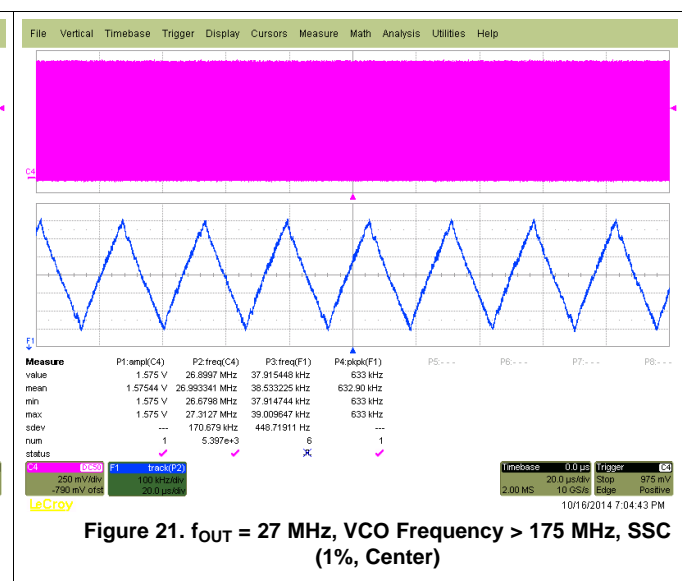 File Vertical Timebase Trigger Display Cursors Measure Math Analysis Utilities Help
C4
F1
Measure P1:ampl(C4) P2:freq(C4) P3:freq(F1) P4:pkpk(F1) P5:- - - P6:- - - P7:- - - P8:- - -
value 1.575 V 26.8997 MHz 37.915448 kHz 633 kHz
mean 1.57544 V 26.993341 MHz 38.533225 kHz 632.90 kHz
min 1.575 V 26.6798 MHz 37.914744 kHz 633 kHz
max 1.575 V 27.3127 MHz 39.009647 kHz 633 kHz
sdev --- 170.679 kHz 448.71911 Hz ---
num 1 5.397e+3 6 1
status
C4 DC50 F1 track(P2) Timebase 0.0 µs Trigger C4
250 mV/div 100 kHz/div 20.0 µs/div Stop 975 mV
-790 mV ofst 20.0 µs/div 2.00 MS 10 GS/s Edge Positive
LeCroy 10/16/2014 7:04:43 PM
Figure 21. fOUT = 27 MHz, VCO Frequency > 175 MHz, SSC
(1%, Center)